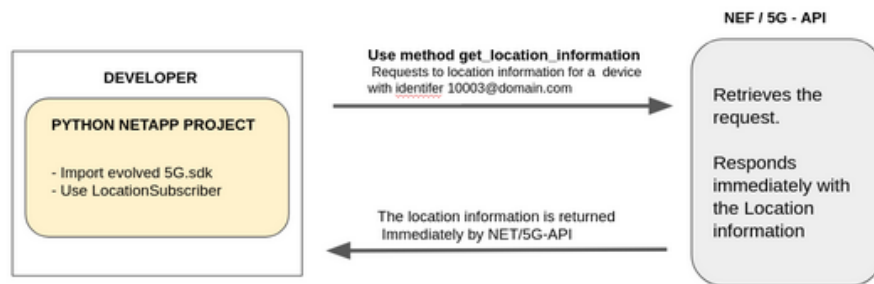 NEF / 5G - API
Use method get_location_information
Requests to location information for a device
with identifer 10003@domain.com
DEVELOPER
PYTHON NETAPP PROJECT
- Import evolved 5G.sdk
- Use LocationSubscriber
Retrieves the
request.
Responds
immediately with
the Location
information
The location information is returned
Immediately by NET/5G-API